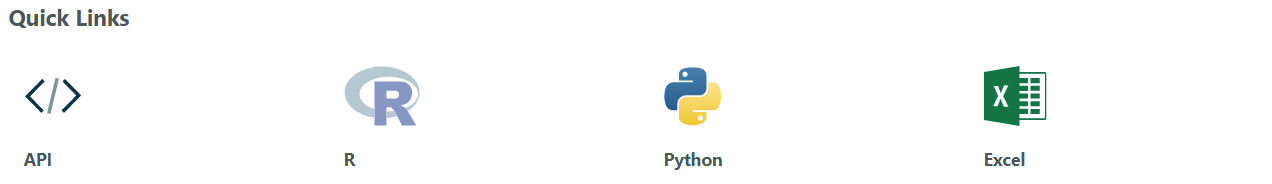 Quick Links
API
R
Python
Excel